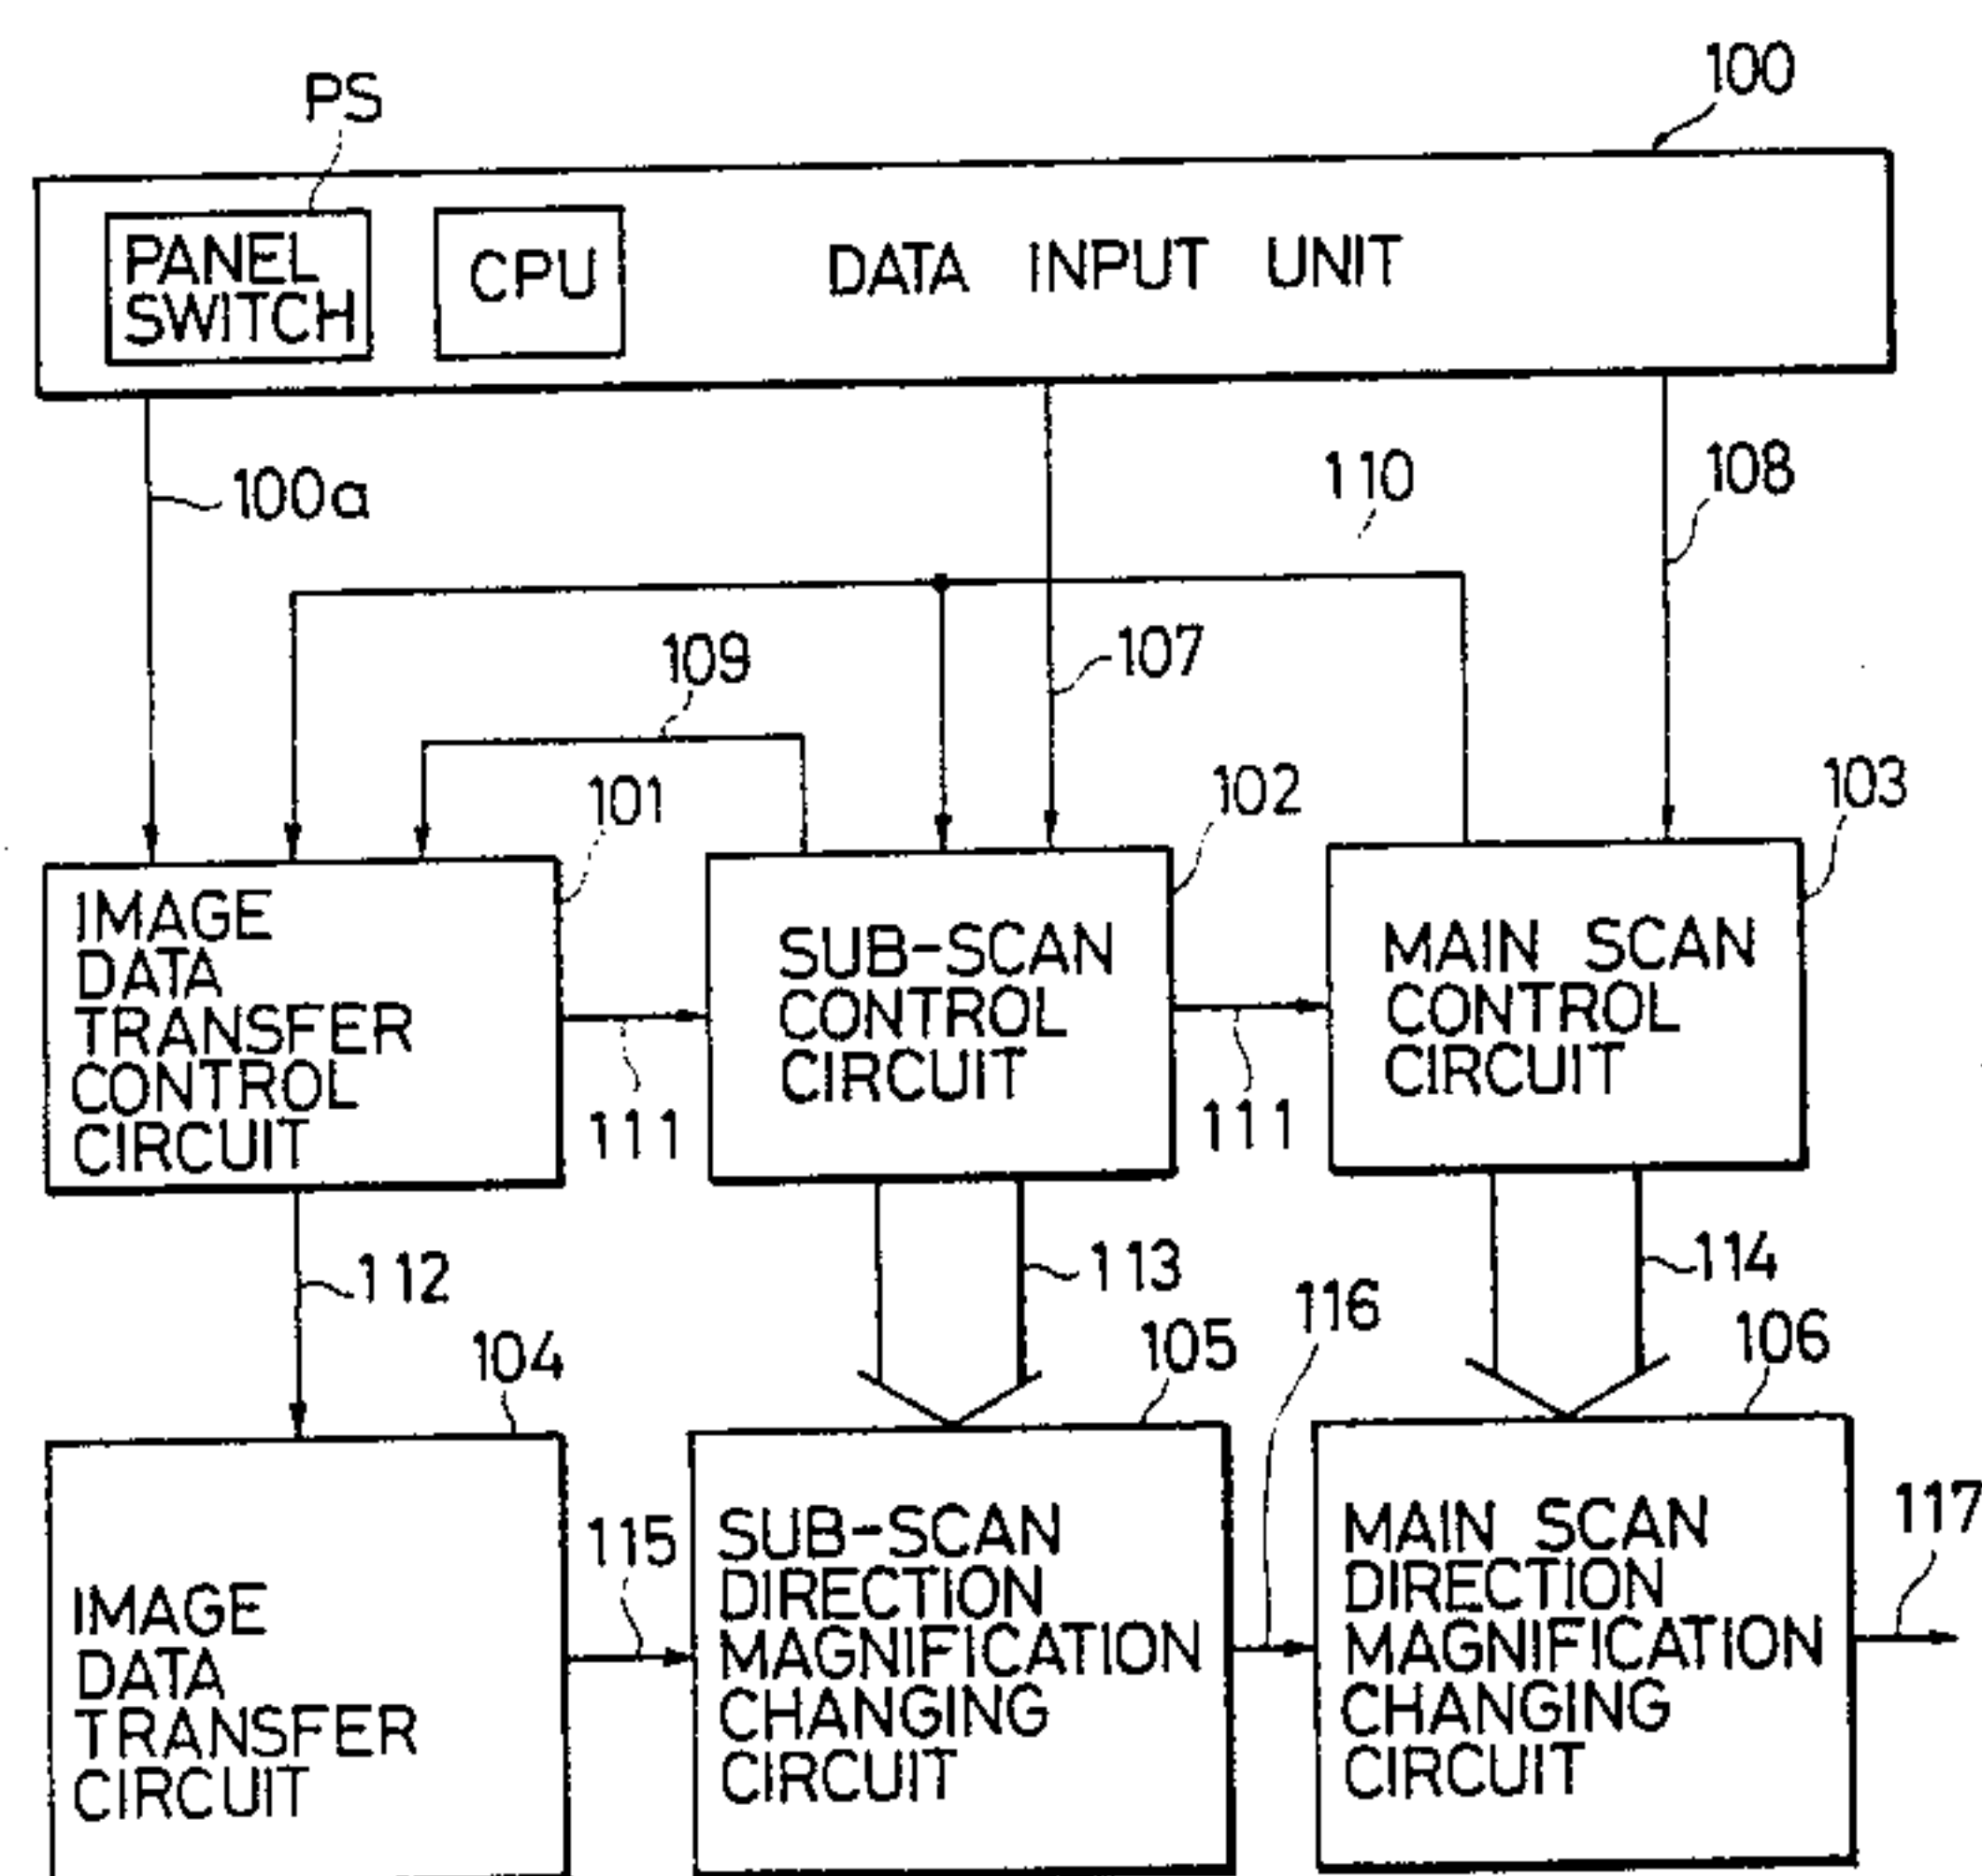 100
PS
PANEL
SWITCH
CPU
DATA INPUT UNIT
100a
110
108
109
107
101
102
103
IMAGE
DATA
TRANSFER
CONTROL
CIRCUIT
SUB-SCAN
CONTROL
CIRCUIT
MAIN SCAN
CONTROL
CIRCUIT
111
111
112
113
114
104
105
116
106
IMAGE
DATA
TRANSFER
CIRCUIT
115
SUB-SCAN
DIRECTION
MAGNIFICATION
CHANGING
CIRCUIT
MAIN SCAN
DIRECTION
MAGNIFICATION
CHANGING
CIRCUIT
117